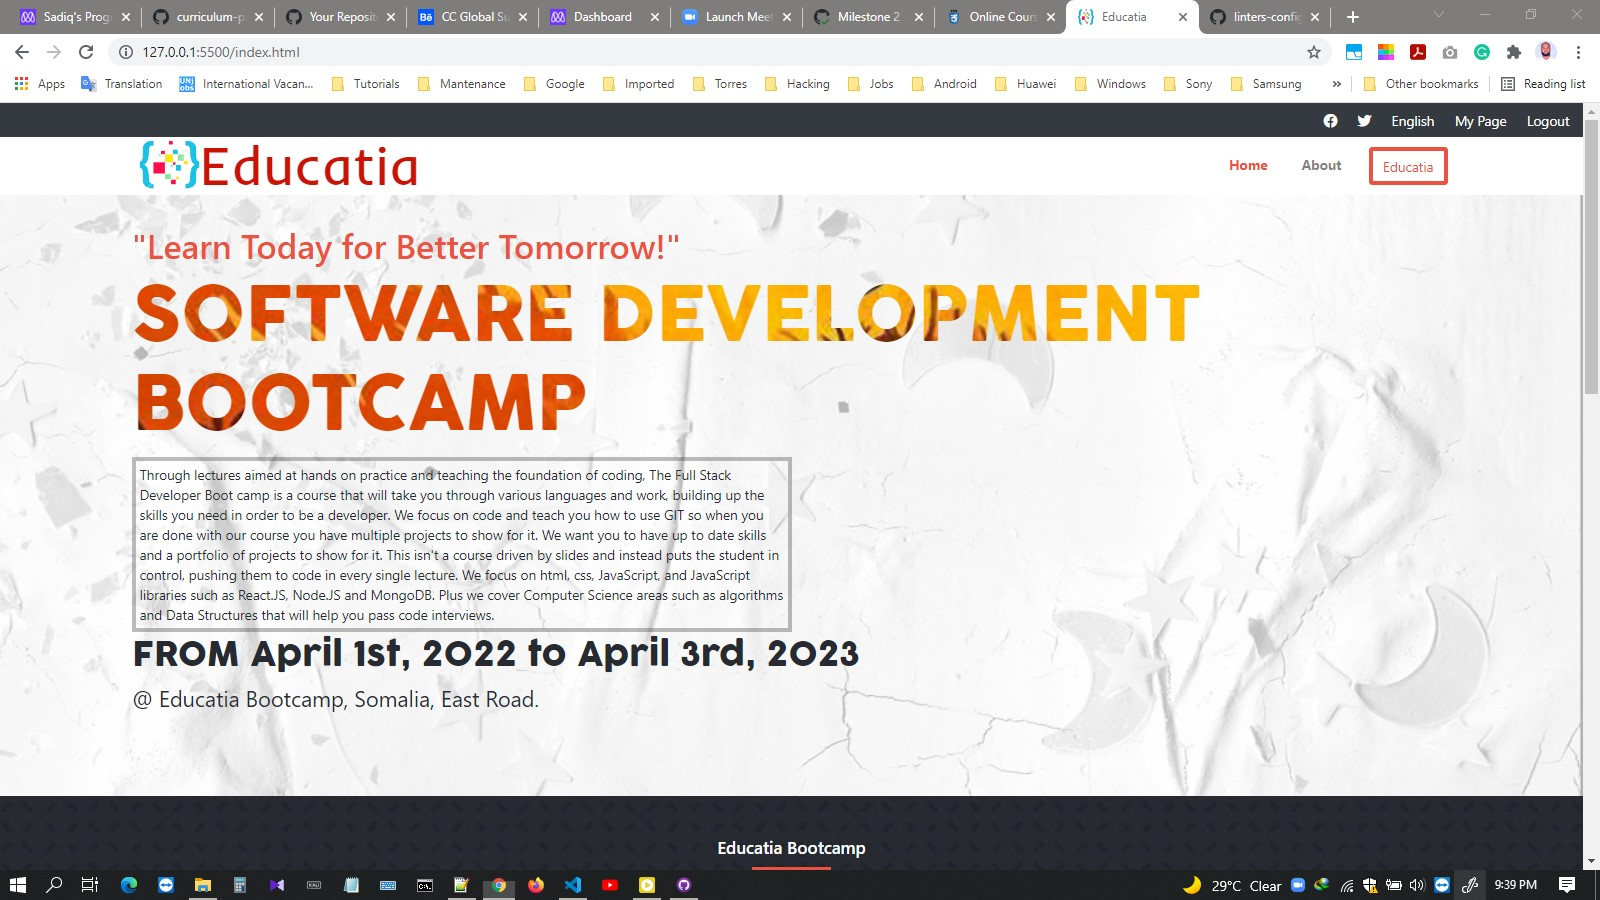 Sadiq's Prog
curriculum-p
Your Reposit
CC Global Su
Dashboard
Launch Meet
Milestone 2
Online Cours
Educatia
linters-config
127.0.0.1:5500/index.html
Apps
Translation
International Vacan...
Tutorials
Mantenance
Google
Imported
Torres
Hacking
Jobs
Android
Huawei
Windows
Sony
Samsung
»
Other bookmarks
Reading list
English
My Page
Logout
Educatia
Home
About
Educatia
"Learn Today for Better Tomorrow!"
SOFTWARE DEVELOPMENT
BOOTCAMP
Through lectures aimed at hands on practice and teaching the foundation of coding, The Full Stack
Developer Boot camp is a course that will take you through various languages and work, building up the
skills you need in order to be a developer. We focus on code and teach you how to use GIT so when you
are done with our course you have multiple projects to show for it. We want you to have up to date skills
and a portfolio of projects to show for it. This isn't a course driven by slides and instead puts the student in
control, pushing them to code in every single lecture. We focus on html, css, JavaScript, and JavaScript
libraries such as React.JS, Node.JS and MongoDB. Plus we cover Computer Science areas such as algorithms
and Data Structures that will help you pass code interviews.
FROM April 1st, 2022 to April 3rd, 2023
@ Educatia Bootcamp, Somalia, East Road.
Educatia Bootcamp
29°C Clear
9:39 PM